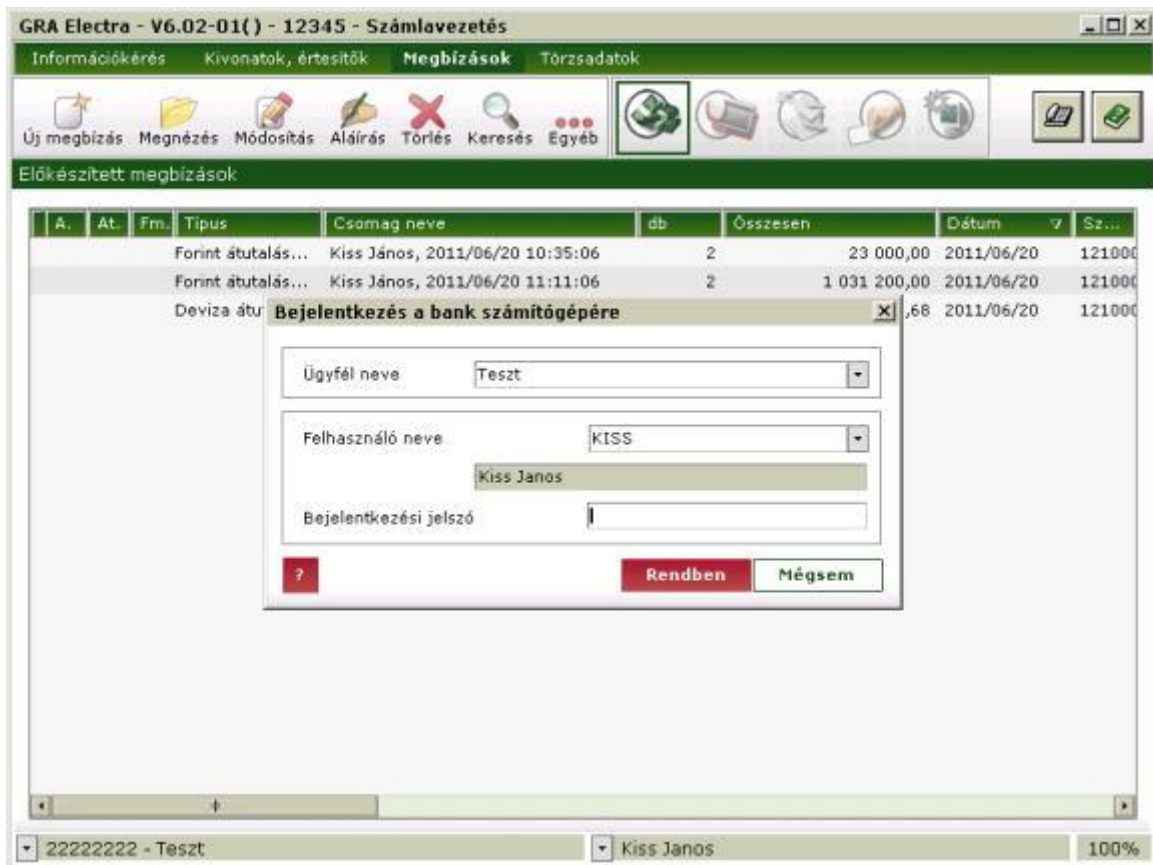 GRA Electra - V6.02-01( ) - 12345 - Számlavezetés
Információkérés Kivonatok, értesítők Megbízások Törzsadatok
Új megbízás Megnézés Módosítás Aláírás Törlés Keresés Egyéb
Előkészített megbízások
A. At. Fm. Típus Csomag neve db Összesen Dátum Sz...
Forint átutalás... Kiss János, 2011/06/20 10:35:06 2 23 000,00 2011/06/20 121000
Forint átutalás... Kiss János, 2011/06/20 11:11:06 2 1 031 200,00 2011/06/20 121000
Deviza átu ,68 2011/06/20 121000
Bejelentkezés a bank számítógépére
Ügyfél neve Teszt
Felhasználó neve KISS
Kiss Janos
Bejelentkezési jelszó
? Rendben Mégsem
22222222 - Teszt Kiss Janos 100%